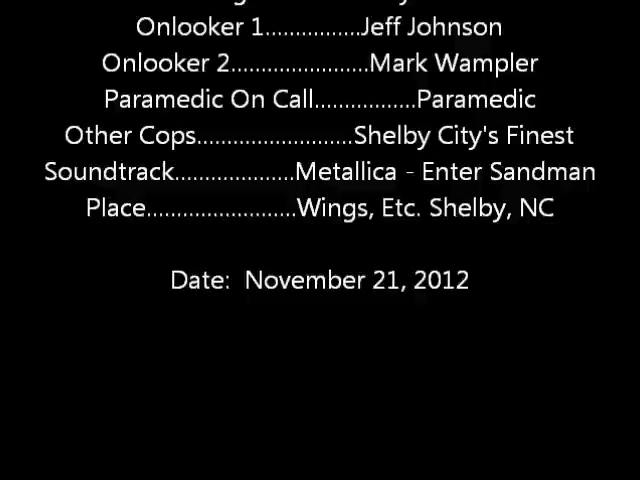 Onlooker 1................Jeff Johnson
Onlooker 2.......................Mark Wampler
Paramedic On Call.................Paramedic
Other Cops..........................Shelby City's Finest
Soundtrack....................Metallica - Enter Sandman
Place.........................Wings, Etc. Shelby, NC
Date:  November 21, 2012